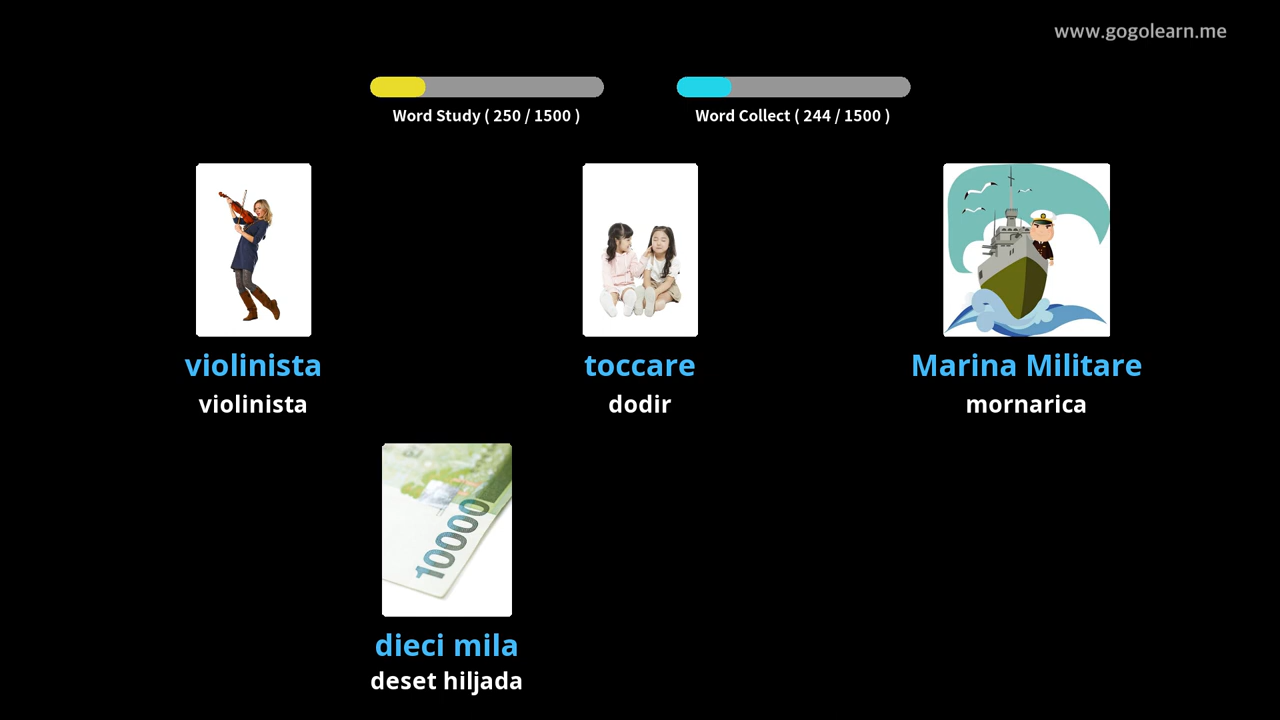 www.gogolearn.me
Word Study ( 250 / 1500 )
Word Collect ( 244 / 1500 )
violinista
violinista
toccare
dodir
Marina Militare
mornarica
10000
dieci mila
deset hiljada